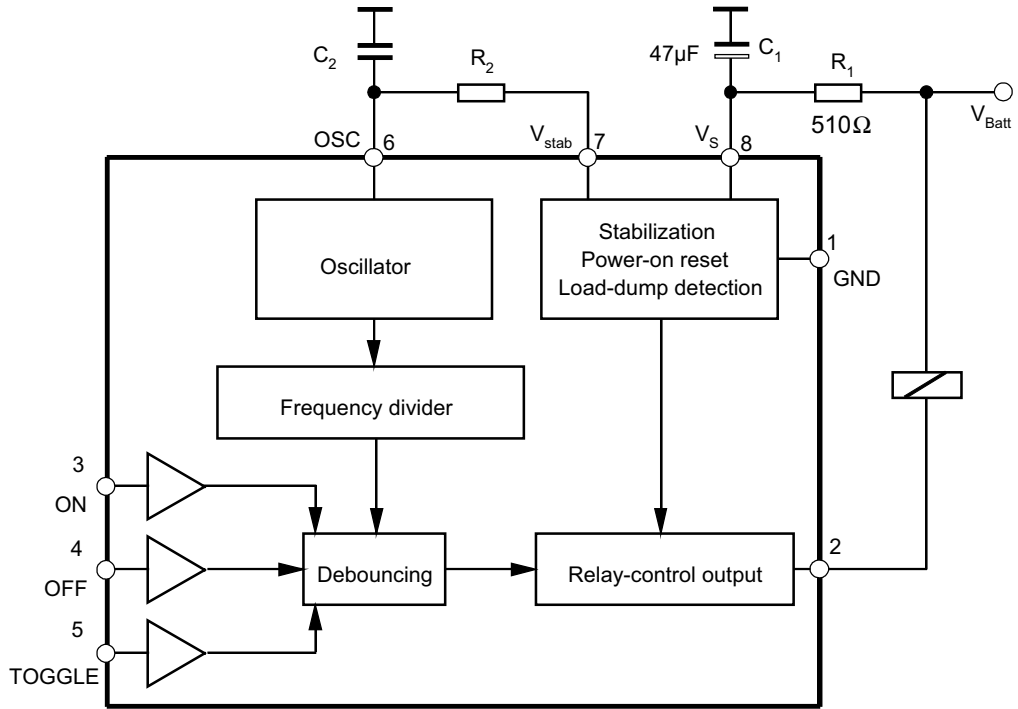 C2
R2
47µF
C1
R1
510Ω
VBatt
OSC
6
Vstab
7
VS
8
Oscillator
Stabilization
Power-on reset
Load-dump detection
1
GND
Frequency divider
3
ON
4
OFF
5
TOGGLE
Debouncing
Relay-control output
2